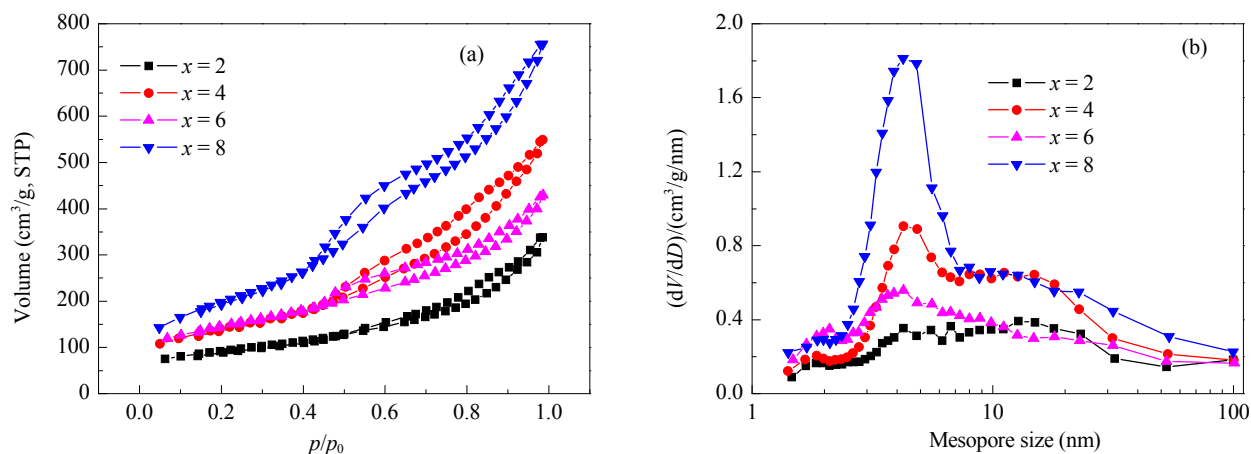 800
700
600
500
400
300
200
100
0
Volume (cm³/g, STP)
(a)
x = 2
x = 4
x = 6
x = 8
0.0 0.2 0.4 0.6 0.8 1.0
p/p₀
2.0
1.6
1.2
0.8
0.4
0.0
(dV/dD)/(cm³/g/nm)
(b)
x = 2
x = 4
x = 6
x = 8
1 10 100
Mesopore size (nm)